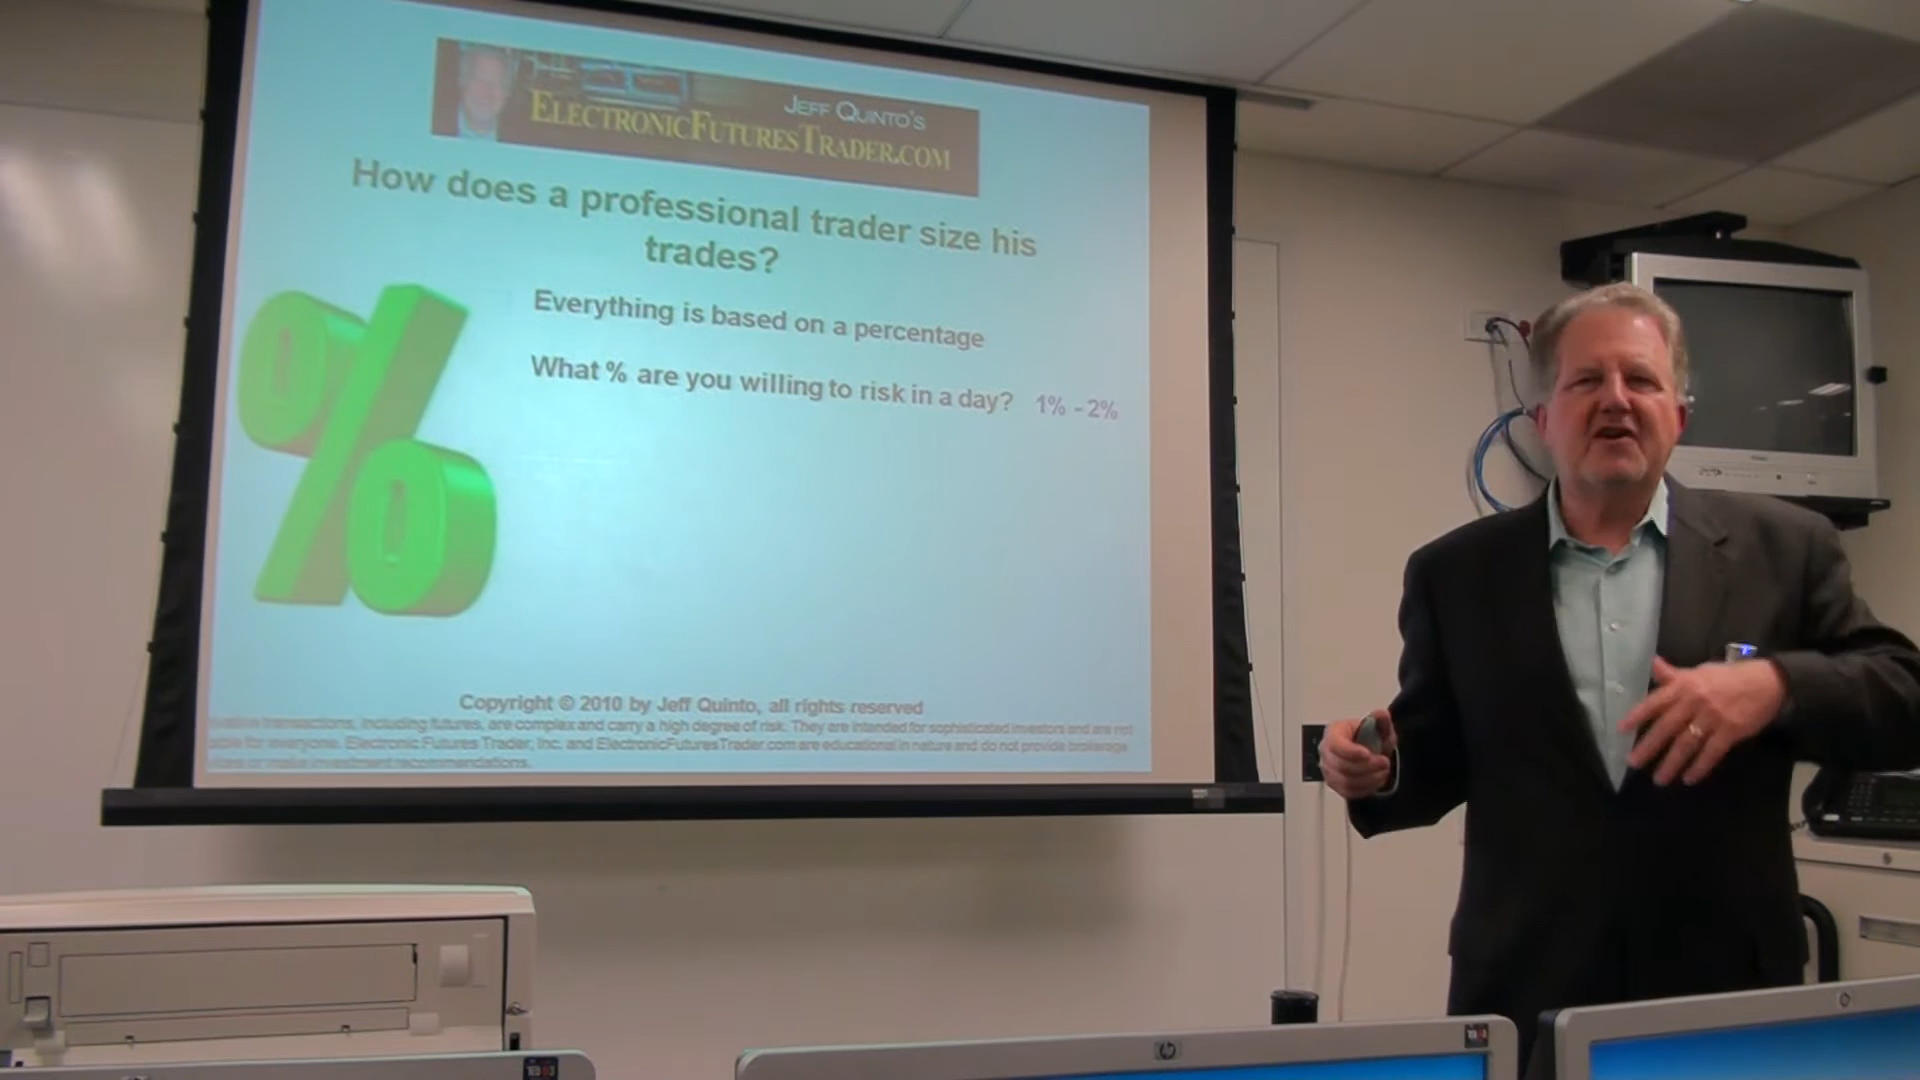 JEFF QUINTO'S
ELECTRONICFUTURESTRADER.COM
How does a professional trader size his
trades?
Everything is based on a percentage
What % are you willing to risk in a day? 1% - 2%
%
Copyright © 2010 by Jeff Quinto, all rights reserved
transactions, including futures, are complex and carry a high degree of risk. They are intended for sophisticated investors and are not
for everyone. Electronic Futures Trader, Inc. and ElectronicFuturesTrader.com are educational in nature and do not provide brokerage
or make investment recommendations.
hp